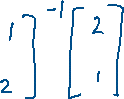 1 ]⁻¹ [ 2
2 ] [ 1 ]